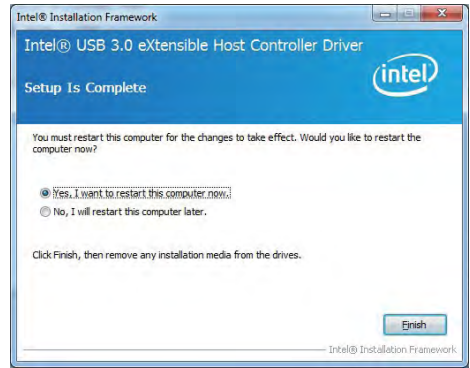 Intel® Installation Framework
Intel® USB 3.0 eXtensible Host Controller Driver
Setup Is Complete
intel
You must restart this computer for the changes to take effect. Would you like to restart the
computer now?
Yes, I want to restart this computer now.
No, I will restart this computer later.
Click Finish, then remove any installation media from the drives.
Finish
Intel® Installation Framework